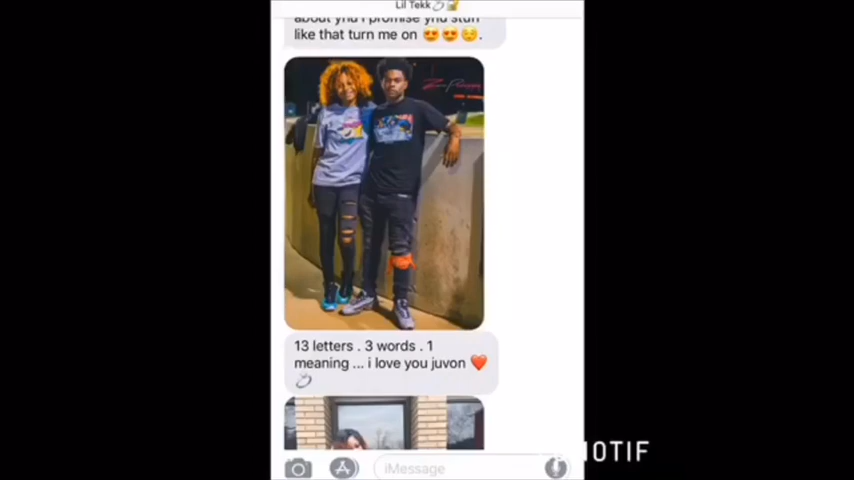 Lil Tekk💍🔐
about ynu i promise ynu stuff
like that turn me on 😍😍😌.
13 letters . 3 words . 1
meaning ... i love you juvon ❤️
💍
iMessage
NOTIF